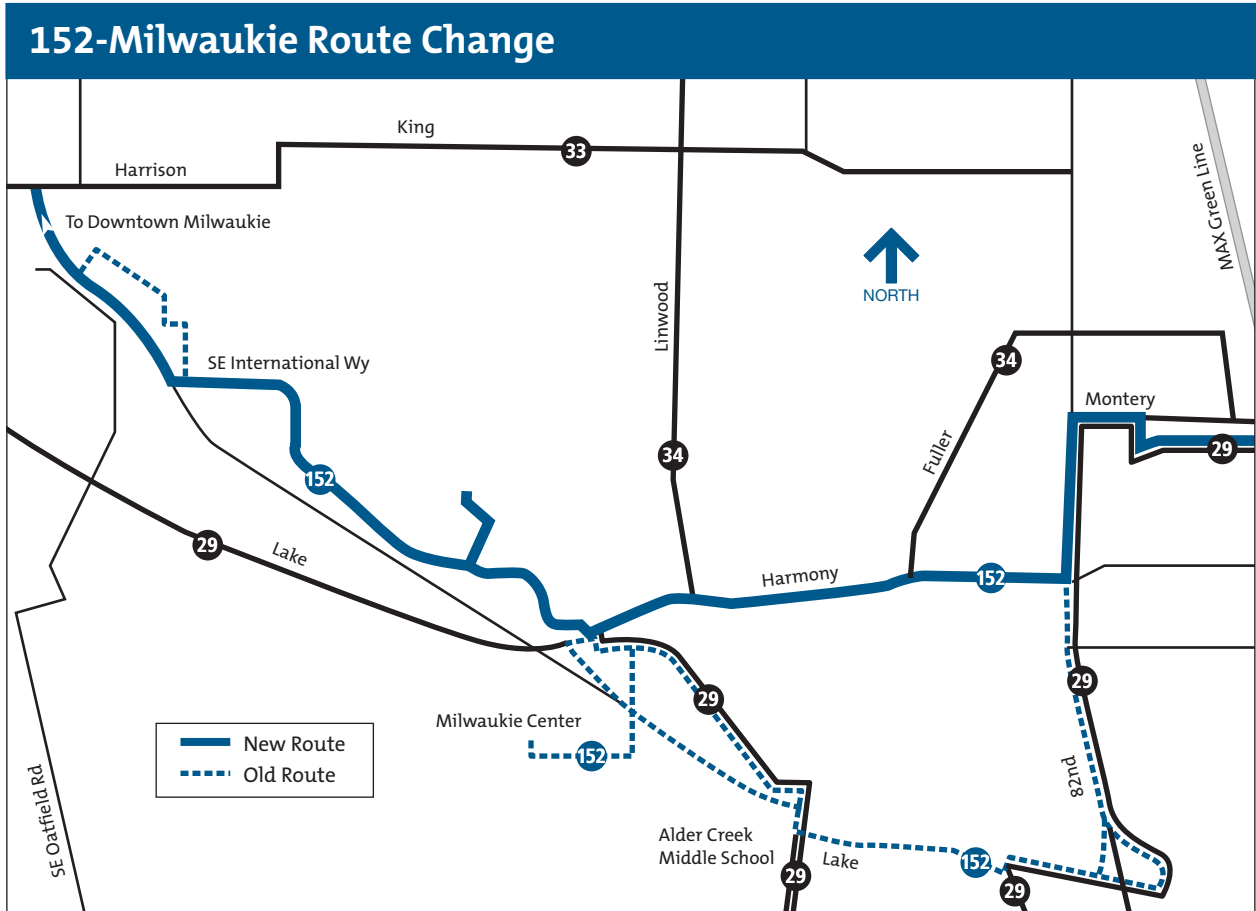 152-Milwaukie Route Change
King
33
Harrison
MAX Green Line
To Downtown Milwaukie
NORTH
Linwood
SE International Wy
34
Montery
34
Fuller
29
152
29
Lake
Harmony
152
29
29
Milwaukie Center
152
New Route
Old Route
SE Oatfield Rd
82nd
Alder Creek
Middle School
Lake
152
29
29